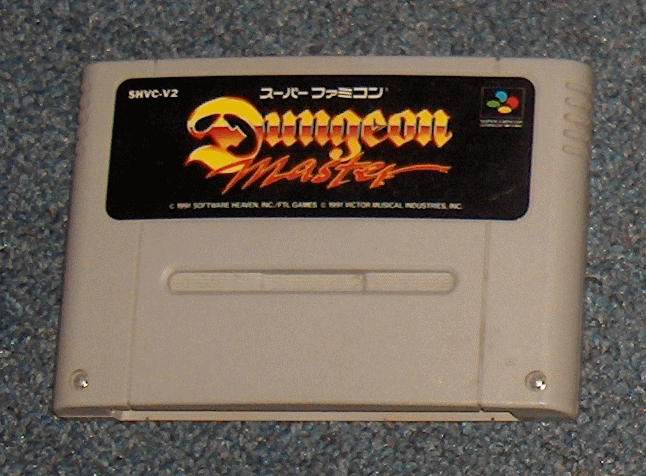 SHVC-V2
スーパーファミコン
Dungeon
Master
© 1991 SOFTWARE HEAVEN, INC./FTL GAMES © 1991 VICTOR MUSICAL INDUSTRIES, INC.